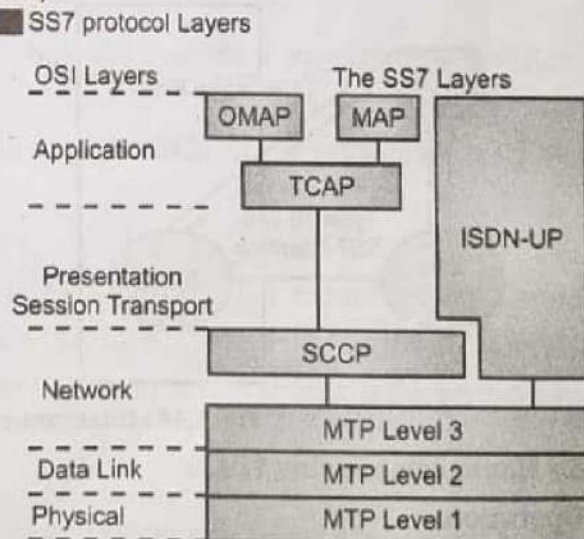 SS7 protocol Layers
OSI Layers
The SS7 Layers
OMAP
MAP
Application
TCAP
ISDN-UP
Presentation
Session Transport
SCCP
Network
MTP Level 3
Data Link
MTP Level 2
Physical
MTP Level 1